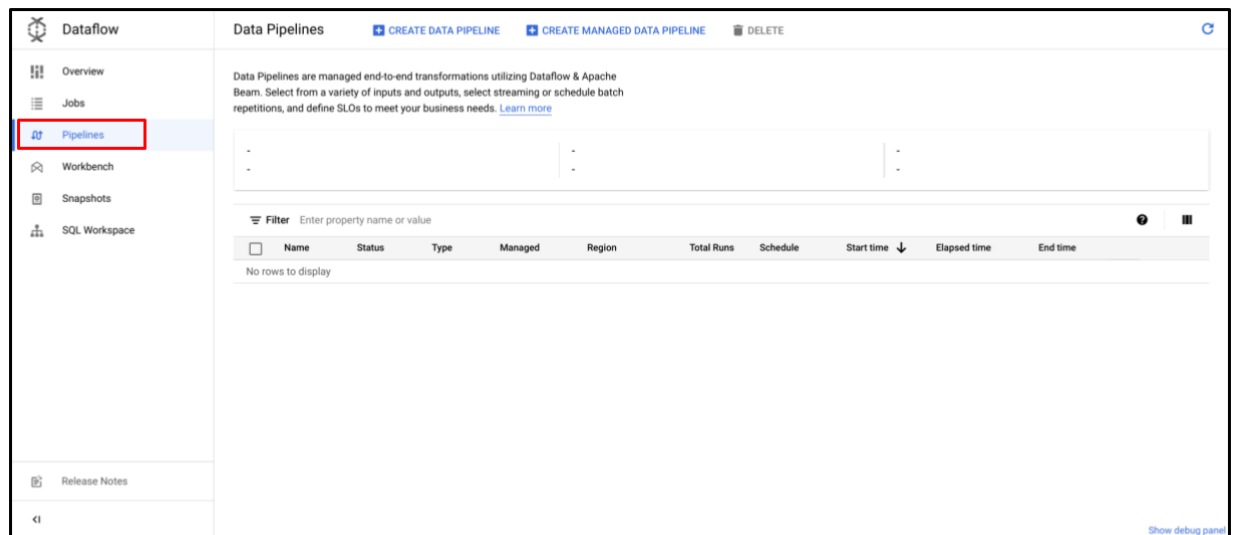 Dataflow
Overview
Jobs
Pipelines
Workbench
Snapshots
SQL Workspace
Release Notes
Data Pipelines CREATE DATA PIPELINE CREATE MANAGED DATA PIPELINE DELETE
Data Pipelines are managed end-to-end transformations utilizing Dataflow & Apache
Beam. Select from a variety of inputs and outputs, select streaming or schedule batch
repetitions, and define SLOs to meet your business needs. Learn more
- - -
- - -
Filter Enter property name or value
Name Status Type Managed Region Total Runs Schedule Start time Elapsed time End time
No rows to display
Show debug panel